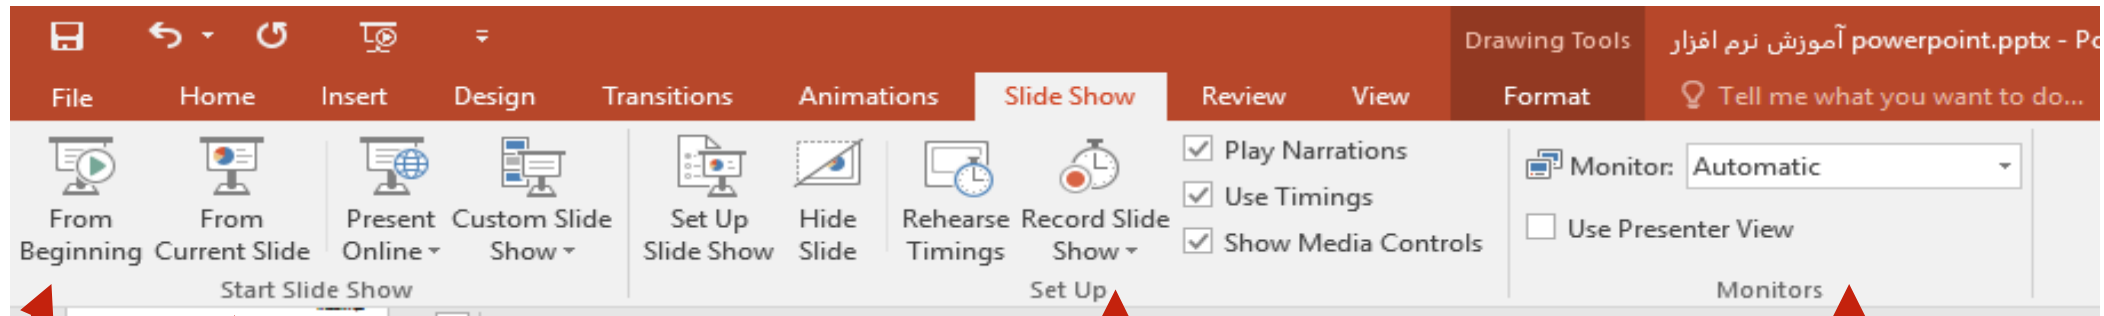 Drawing Tools
آموزش نرم افزار powerpoint.pptx - Po
File Home Insert Design Transitions Animations Slide Show Review View Format Tell me what you want to do...
From Beginning
From Current Slide
Present Online
Custom Slide Show
Set Up Slide Show
Hide Slide
Rehearse Timings
Record Slide Show
Play Narrations
Use Timings
Show Media Controls
Monitor: Automatic
Use Presenter View
Start Slide Show
Set Up
Monitors